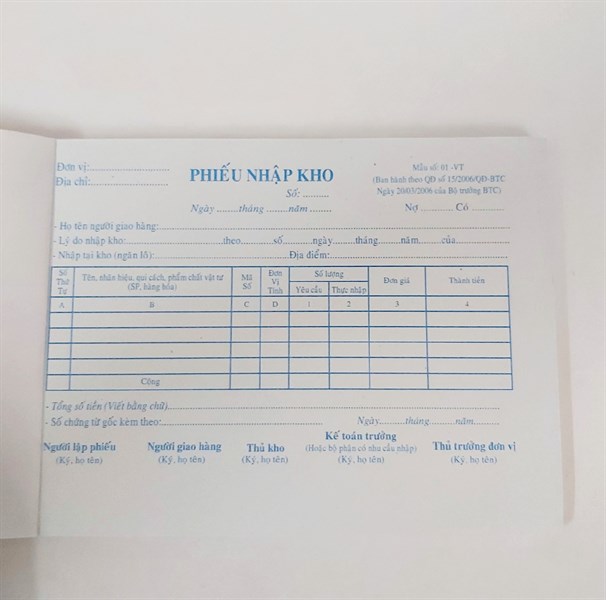 Đơn vị:....................
Địa chỉ:....................
PHIẾU NHẬP KHO
Số: .........
Ngày .......tháng .......năm .......
Mẫu số: 01 -VT
(Ban hành theo QĐ số 15/2006/QĐ-BTC
Ngày 20/03/2006 của Bộ trưởng BTC)
Nợ ........... Có ..........
- Họ tên người giao hàng:....................
- Lý do nhập kho:....................theo..........số.........ngày........tháng.......năm.......của..........
- Nhập tại kho (ngăn lô):....................Địa điểm:....................
Số Thứ Tự
Tên, nhãn hiệu, qui cách, phẩm chất vật tư (SP, hàng hóa)
Mã Số
Đơn Vị Tính
Số lượng
Yêu cầu
Thực nhập
Đơn giá
Thành tiền
A B C D 1 2 3 4
Cộng
- Tổng số tiền (Viết bằng chữ)....................
- Số chứng từ gốc kèm theo:....................
Ngày.......tháng.......năm.......
Người lập phiếu
(Ký, họ tên)
Người giao hàng
(Ký, họ tên)
Thủ kho
(Ký, họ tên)
Kế toán trưởng
(Hoặc bộ phận có nhu cầu nhập)
(Ký, họ tên)
Thủ trưởng đơn vị
(Ký, họ tên)